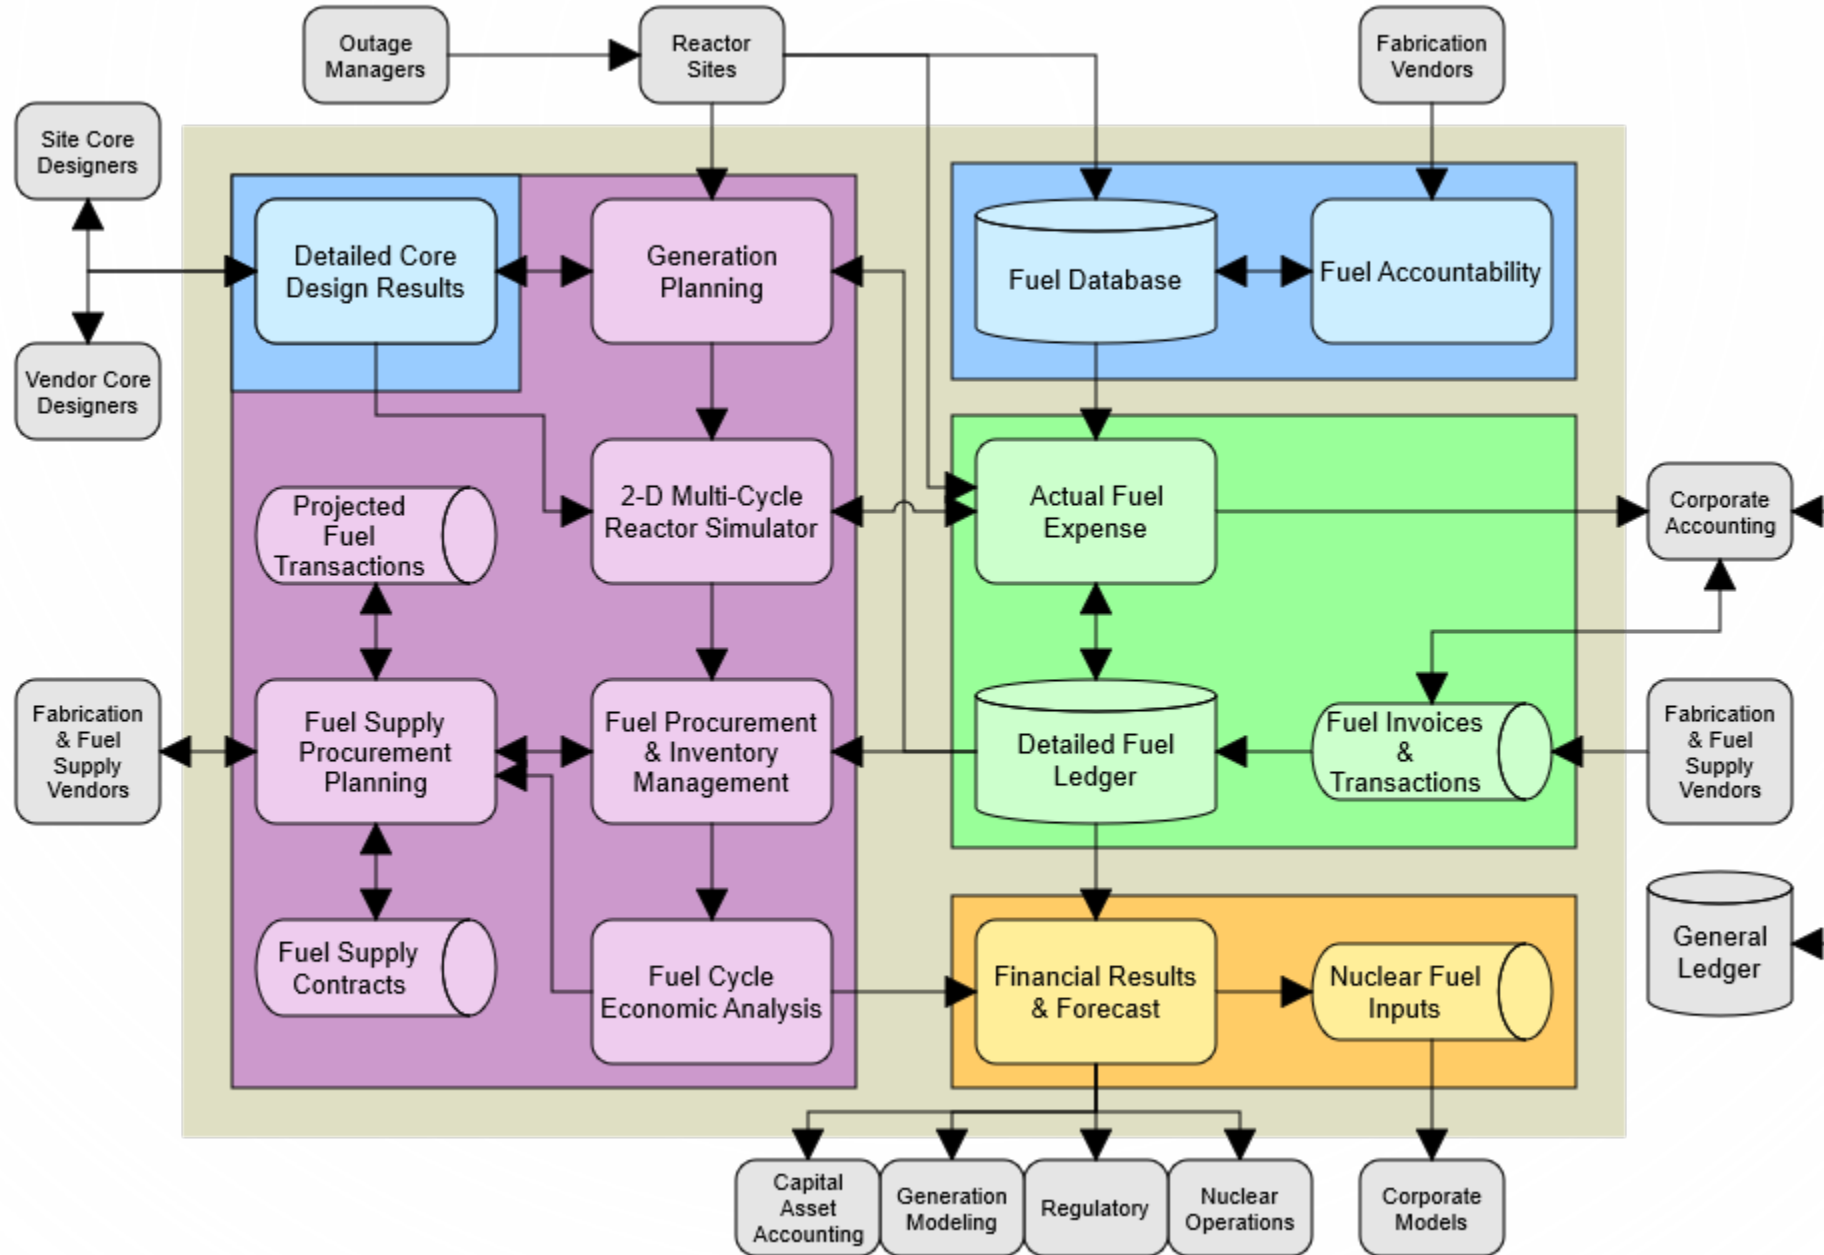 Outage
Managers
Reactor
Sites
Fabrication
Vendors
Site Core
Designers
Detailed Core
Design Results
Generation
Planning
Fuel Database
Fuel Accountability
Vendor Core
Designers
Projected
Fuel
Transactions
2-D Multi-Cycle
Reactor Simulator
Actual Fuel
Expense
Corporate
Accounting
Fabrication
& Fuel
Supply
Vendors
Fuel Supply
Procurement
Planning
Fuel Procurement
& Inventory
Management
Detailed Fuel
Ledger
Fuel Invoices
&
Transactions
Fabrication
& Fuel
Supply
Vendors
Fuel Supply
Contracts
Fuel Cycle
Economic Analysis
Financial Results
& Forecast
Nuclear Fuel
Inputs
General
Ledger
Capital
Asset
Accounting
Generation
Modeling
Regulatory
Nuclear
Operations
Corporate
Models